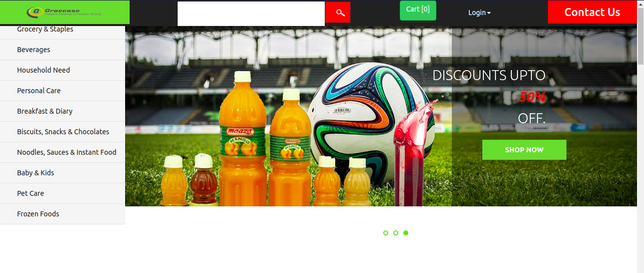 Cart [0]
Login
Contact Us
Grocery & Staples
Beverages
Household Need
Personal Care
Breakfast & Diary
Biscuits, Snacks & Chocolates
Noodles, Sauces & Instant Food
Baby & Kids
Pet Care
Frozen Foods
DISCOUNTS UPTO
50%
OFF.
SHOP NOW
maaza